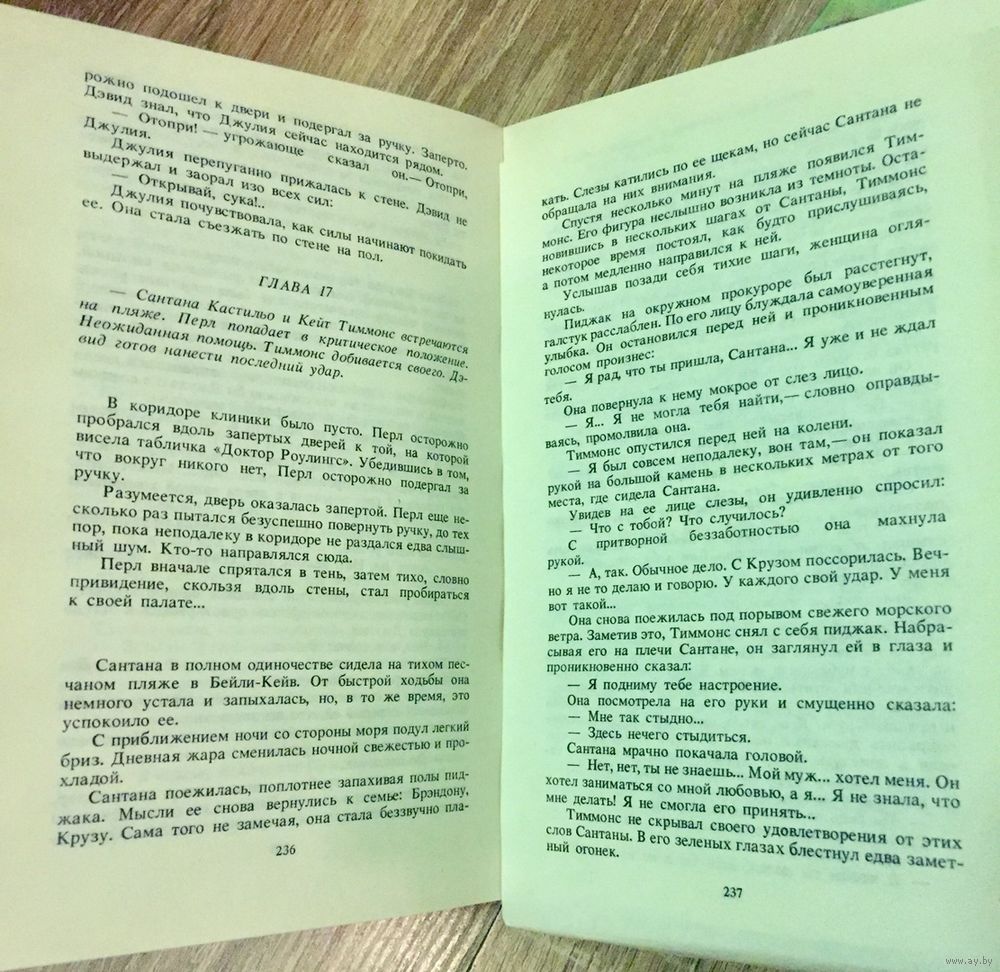 рожно подошел к двери и подергал за ручку. Заперто.
Дэвид знал, что Джулия сейчас находится рядом.
— Отопри! — угрожающе сказал он.— Отопри,
Джулия.
Джулия перепуганно прижалась к стене. Дэвид не
выдержал и заорал изо всех сил:
— Открывай, сука!..
Джулия почувствовала, как силы начинают покидать
ее. Она стала съезжать по стене на пол.
ГЛАВА 17
— Сантана Кастильо и Кейт Тиммонс встречаются
на пляже. Перл попадает в критическое положение.
Неожиданная помощь. Тиммонс добивается своего. Дэ-
вид готов нанести последний удар.
В коридоре клиники было пусто. Перл осторожно
пробрался вдоль запертых дверей к той, на которой
висела табличка «Доктор Роулингс». Убедившись в том,
что вокруг никого нет, Перл осторожно подергал за
ручку.
Разумеется, дверь оказалась запертой. Перл еще не-
сколько раз пытался безуспешно повернуть ручку, до тех
пор, пока неподалеку в коридоре не раздался едва слыш-
ный шум. Кто-то направлялся сюда.
Перл вначале спрятался в тень, затем тихо, словно
привидение, скользя вдоль стены, стал пробираться
к своей палате...
Сантана в полном одиночестве сидела на тихом пес-
чаном пляже в Бейли-Кейв. От быстрой ходьбы она
немного устала и запыхалась, но, в то же время, это
успокоило ее.
С приближением ночи со стороны моря подул легкий
бриз. Дневная жара сменилась ночной свежестью и про-
хладой.
Сантана поежилась, поплотнее запахивая полы пид-
жака. Мысли ее снова вернулись к семье: Брэндону,
Крузу. Сама того не замечая, она стала беззвучно пла-
236
кать. Слезы катились по ее щекам, но сейчас Сантана не
обращала на них внимания.
Спустя несколько минут на пляже появился Тим-
монс. Его фигура неслышно возникла из темноты. Оста-
новившись в нескольких шагах от Сантаны, Тиммонс
некоторое время постоял, как будто прислушиваясь,
а потом медленно направился к ней.
Услышав позади себя тихие шаги, женщина огля-
нулась.
Пиджак на окружном прокуроре был расстегнут,
галстук расслаблен. По его лицу блуждала самоуверенная
улыбка. Он остановился перед ней и проникновенным
голосом произнес:
— Я рад, что ты пришла, Сантана... Я уже и не ждал
тебя.
Она повернула к нему мокрое от слез лицо.
— Я... Я не могла тебя найти,— словно оправды-
ваясь, промолвила она.
Тиммонс опустился перед ней на колени.
— Я был совсем неподалеку, вон там,— он показал
рукой на большой камень в нескольких метрах от того
места, где сидела Сантана.
Увидев на ее лице слезы, он удивленно спросил:
— Что с тобой? Что случилось?
С притворной беззаботностью она махнула
рукой.
— А, так. Обычное дело. С Крузом поссорилась. Веч-
но я не то делаю и говорю. У каждого свой удар. У меня
вот такой...
Она снова поежилась под порывом свежего морского
ветра. Заметив это, Тиммонс снял с себя пиджак. Набра-
сывая его на плечи Сантане, он заглянул ей в глаза и
проникновенно сказал:
— Я подниму тебе настроение.
Она посмотрела на его руки и смущенно сказала:
— Мне так стыдно...
— Здесь нечего стыдиться.
Сантана мрачно покачала головой.
— Нет, нет, ты не знаешь... Мой муж... хотел меня. Он
хотел заниматься со мной любовью, а я... Я не знала, что
мне делать! Я не смогла его принять...
Тиммонс не скрывал своего удовлетворения от этих
слов Сантаны. В его зеленых глазах блестнул едва замет-
ный огонек.
237
www.ay.by